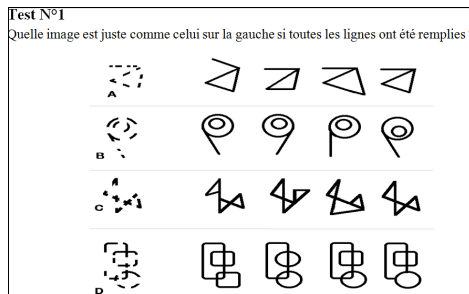 Test N°1
Quelle image est juste comme celui sur la gauche si toutes les lignes ont été remplies ?
A
B
C
D